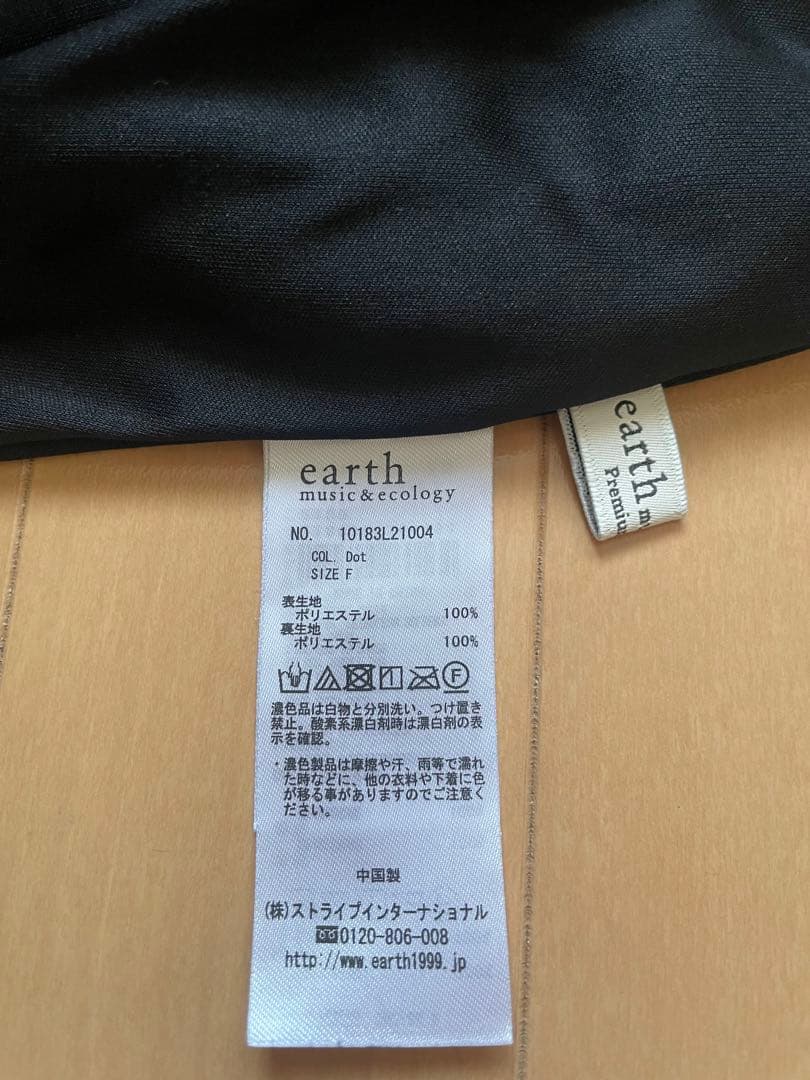 earth
music&ecology
NO. 10183L21004
COL. Dot
SIZE F
表生地
ポリエステル 100%
裏生地
ポリエステル 100%
F
濃色品は白物と分別洗い。つけ置き
禁止。酸素系漂白剤時は漂白剤の表
示を確認。
・濃色製品は摩擦や汗、雨等で濡れ
た時などに、他の衣料や下着に色
が移る事がありますのでご注意く
ださい。
中国製
(株)ストライプインターナショナル
0120-806-008
http://www.earth1999.jp
earth